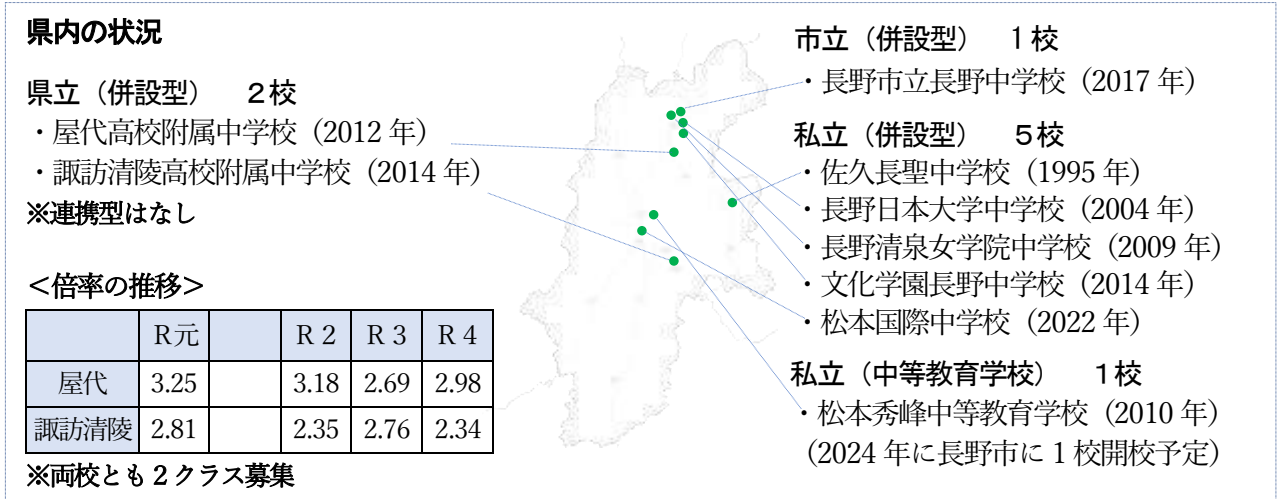 県内の状況
県立（併設型）　２校
・屋代高校附属中学校（2012 年）
・諏訪清陵高校附属中学校（2014 年）
※連携型はなし
＜倍率の推移＞
R元 R２ R３ R４
屋代 3.25 3.18 2.69 2.98
諏訪清陵 2.81 2.35 2.76 2.34
※両校とも２クラス募集
市立（併設型）　１校
・長野市立長野中学校（2017 年）
私立（併設型）　５校
・佐久長聖中学校（1995 年）
・長野日本大学中学校（2004 年）
・長野清泉女学院中学校（2009 年）
・文化学園長野中学校（2014 年）
・松本国際中学校（2022 年）
私立（中等教育学校）　１校
・松本秀峰中等教育学校（2010 年）
（2024 年に長野市に 1 校開校予定）